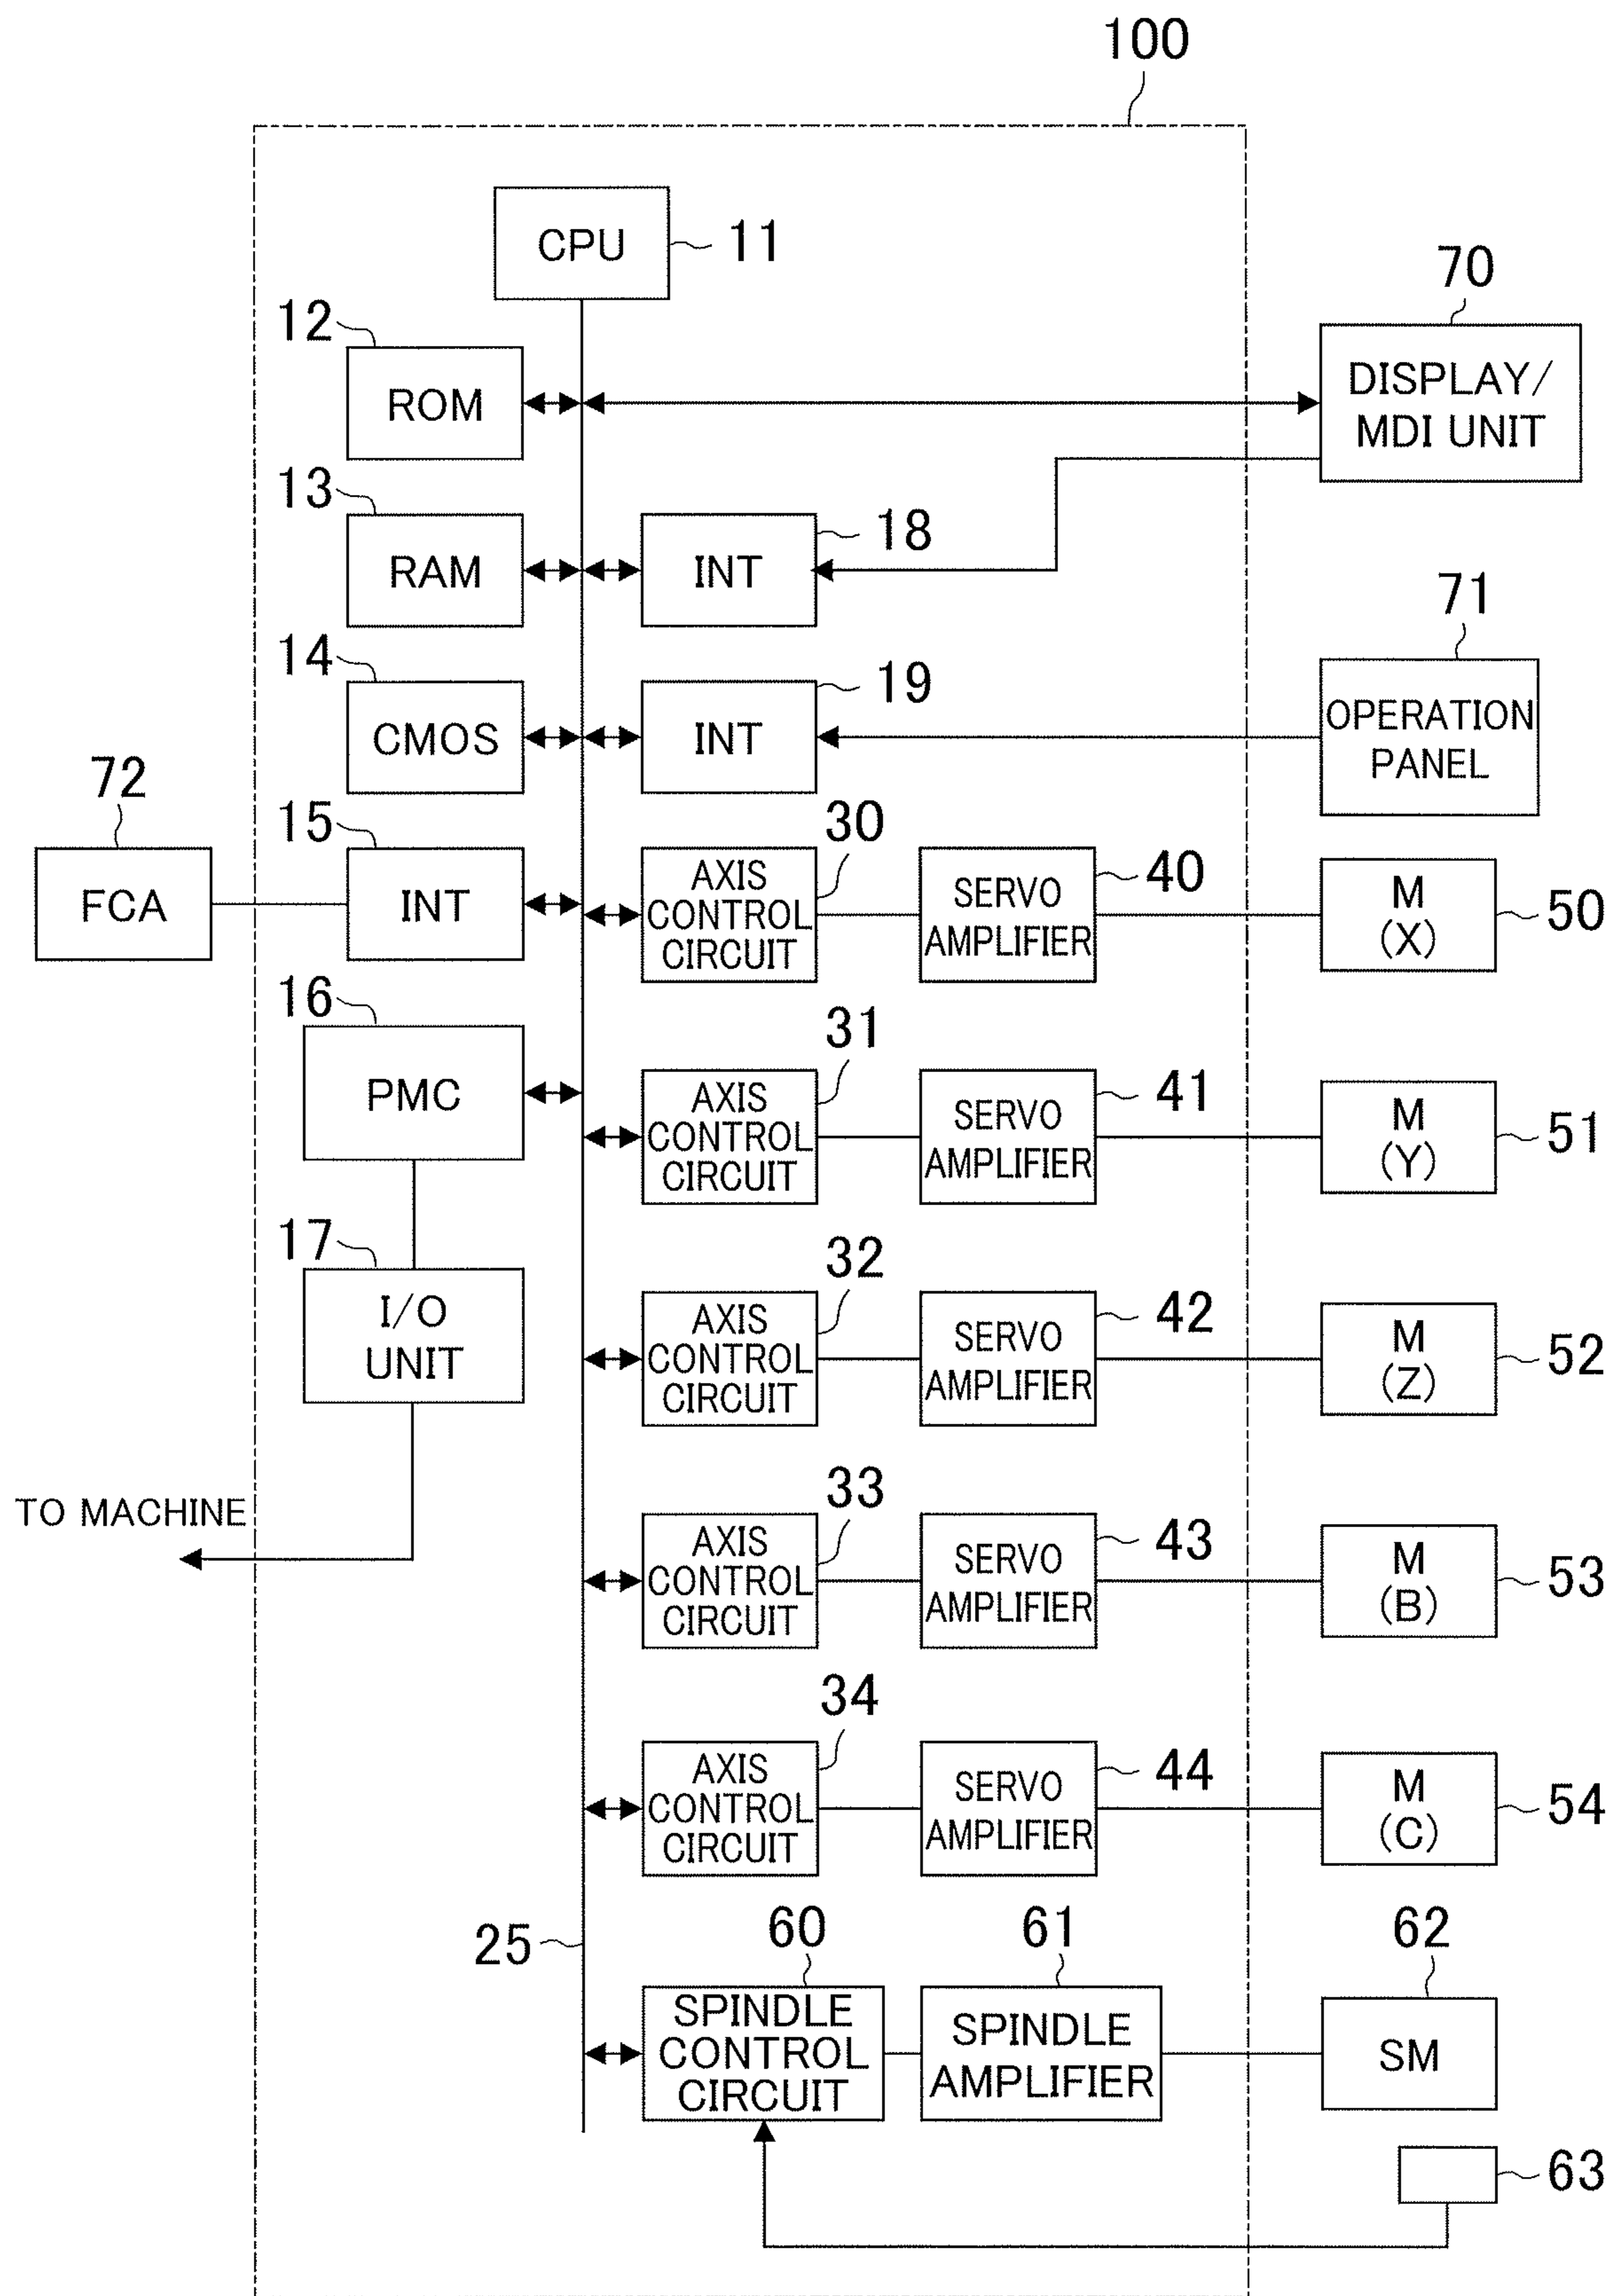 100
CPU
11
70
12
ROM
DISPLAY/
MDI UNIT
13
RAM
18
INT
71
14
CMOS
19
INT
OPERATION
PANEL
72
FCA
15
INT
30
AXIS
CONTROL
CIRCUIT
40
SERVO
AMPLIFIER
M
(X)
50
16
PMC
31
AXIS
CONTROL
CIRCUIT
41
SERVO
AMPLIFIER
M
(Y)
51
17
I/O
UNIT
32
AXIS
CONTROL
CIRCUIT
42
SERVO
AMPLIFIER
M
(Z)
52
TO MACHINE
33
AXIS
CONTROL
CIRCUIT
43
SERVO
AMPLIFIER
M
(B)
53
34
AXIS
CONTROL
CIRCUIT
44
SERVO
AMPLIFIER
M
(C)
54
25
60
SPINDLE
CONTROL
CIRCUIT
61
SPINDLE
AMPLIFIER
62
SM
63